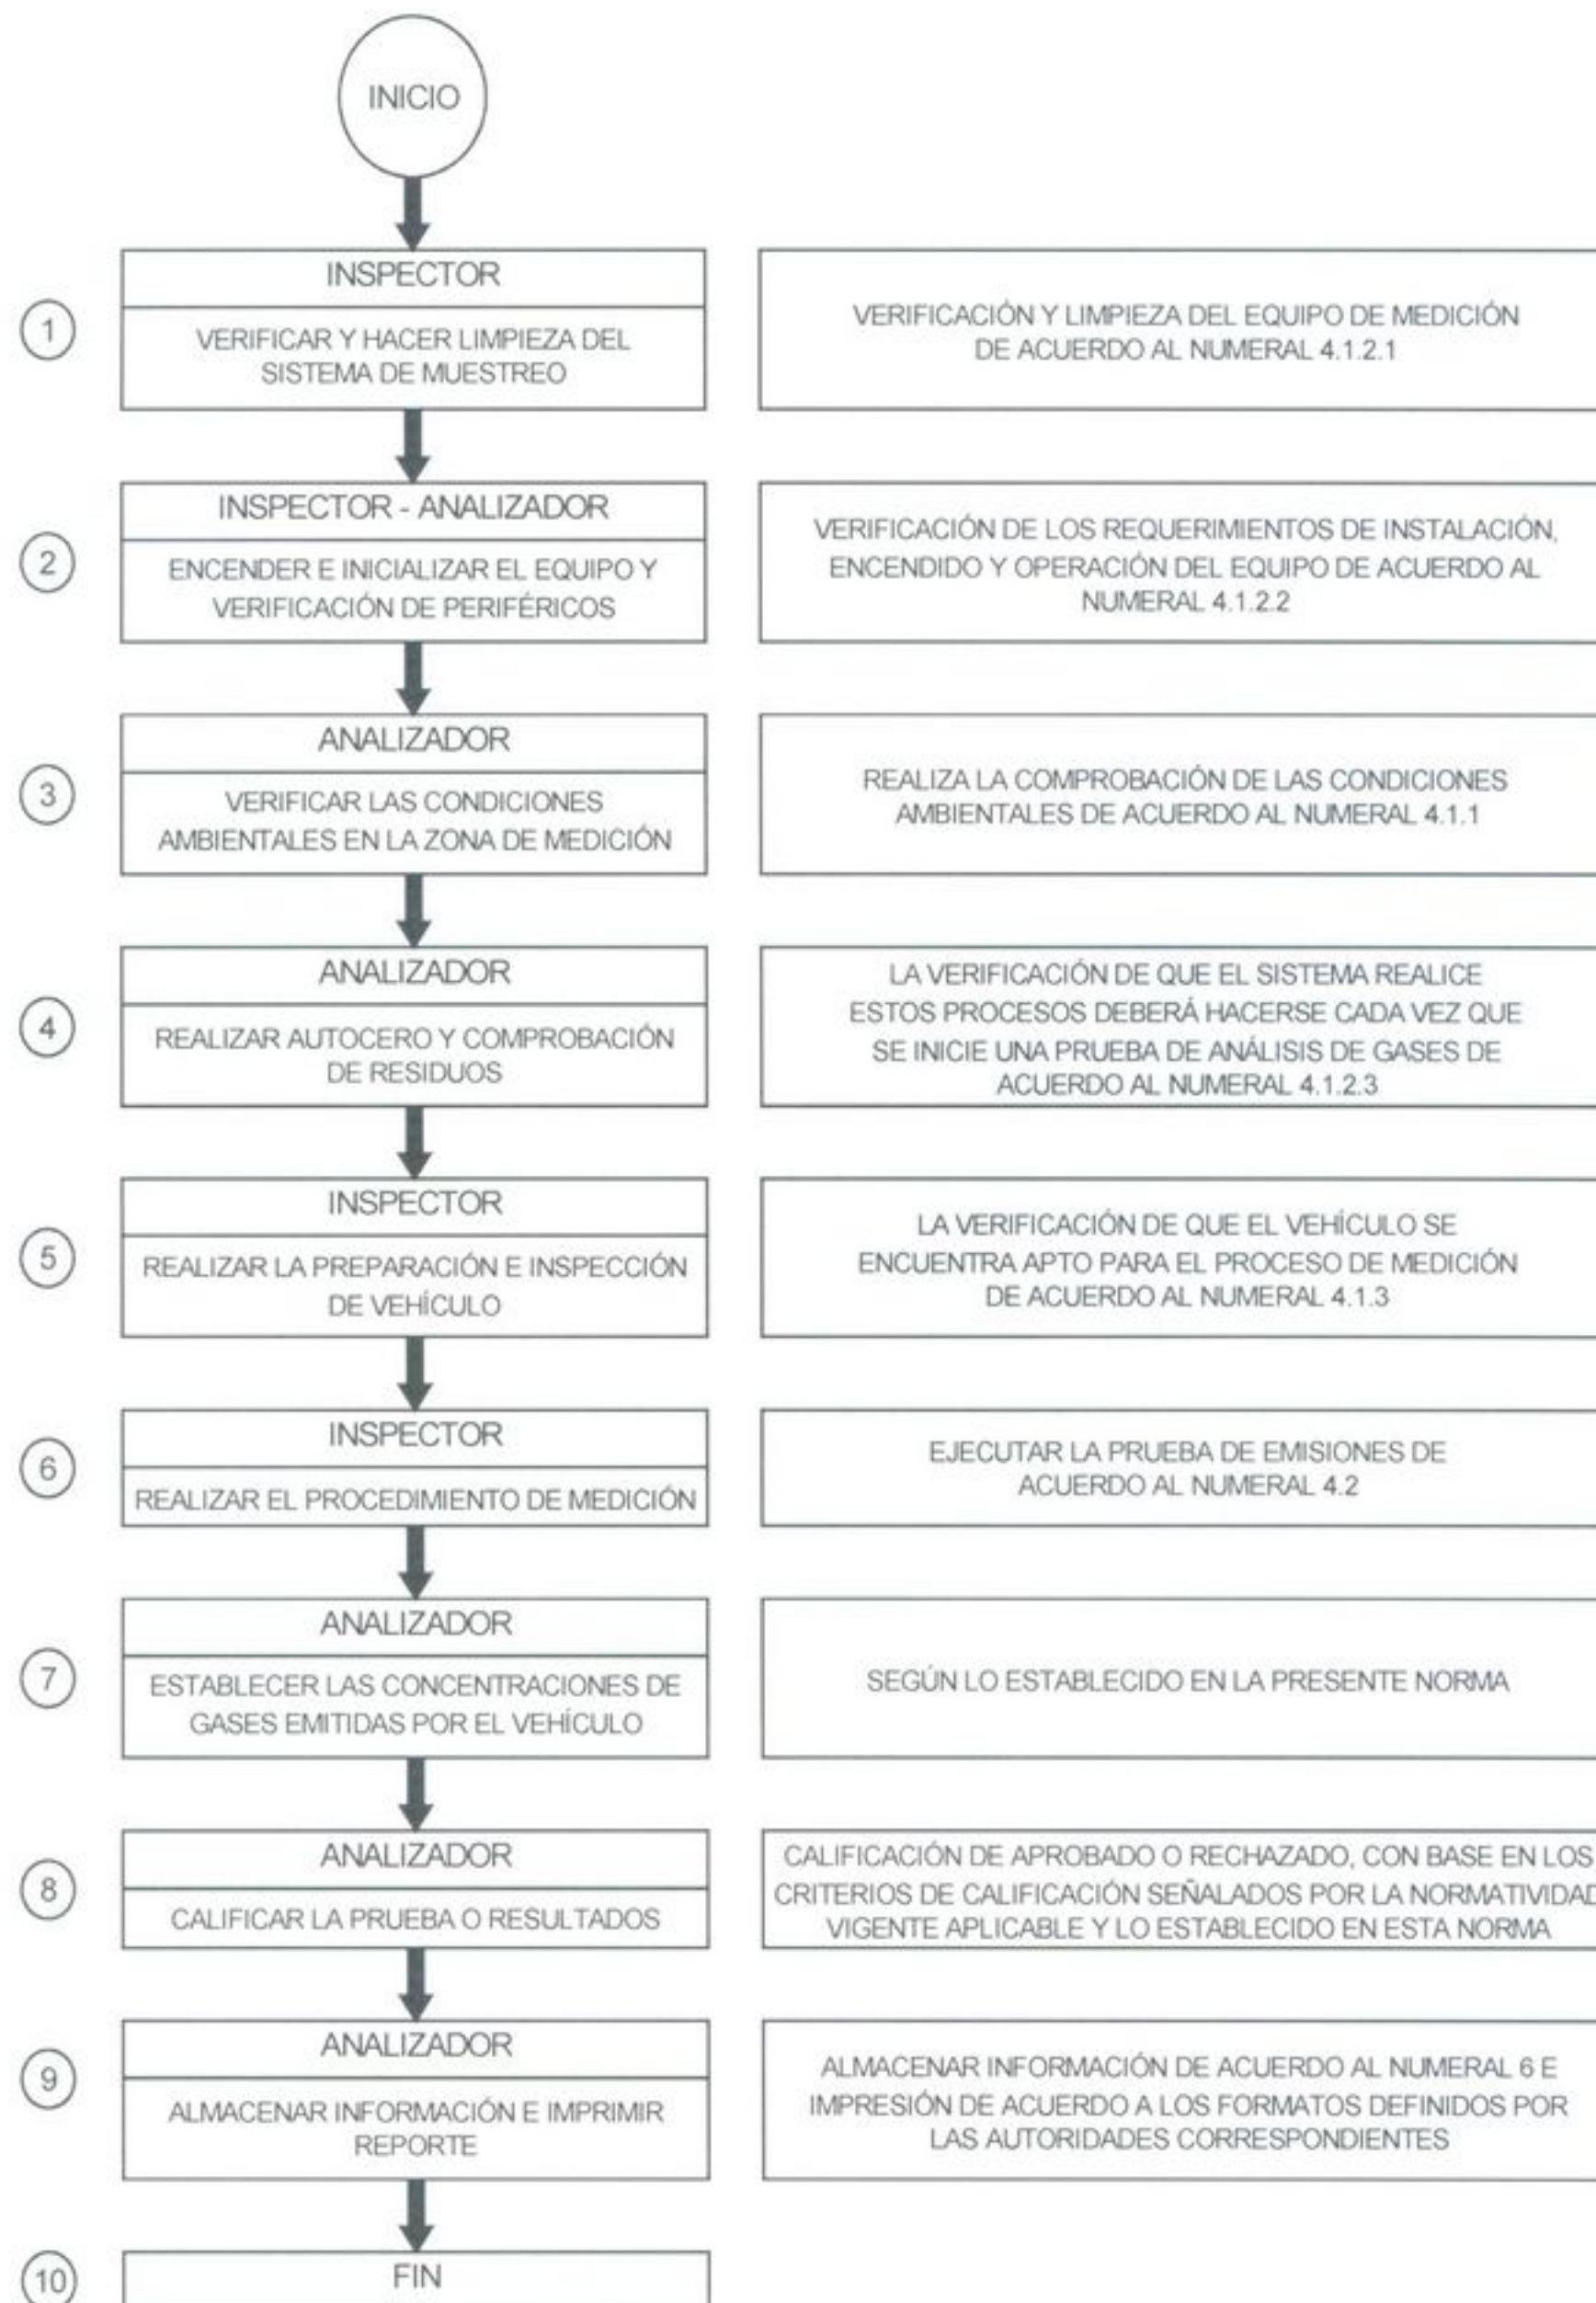 INICIO
1
INSPECTOR
VERIFICAR Y HACER LIMPIEZA DEL
SISTEMA DE MUESTREO
VERIFICACIÓN Y LIMPIEZA DEL EQUIPO DE MEDICIÓN
DE ACUERDO AL NUMERAL 4.1.2.1
2
INSPECTOR - ANALIZADOR
ENCENDER E INICIALIZAR EL EQUIPO Y
VERIFICACIÓN DE PERIFÉRICOS
VERIFICACIÓN DE LOS REQUERIMIENTOS DE INSTALACIÓN,
ENCENDIDO Y OPERACIÓN DEL EQUIPO DE ACUERDO AL
NUMERAL 4.1.2.2
3
ANALIZADOR
VERIFICAR LAS CONDICIONES
AMBIENTALES EN LA ZONA DE MEDICIÓN
REALIZA LA COMPROBACIÓN DE LAS CONDICIONES
AMBIENTALES DE ACUERDO AL NUMERAL 4.1.1
4
ANALIZADOR
REALIZAR AUTOCERO Y COMPROBACIÓN
DE RESIDUOS
LA VERIFICACIÓN DE QUE EL SISTEMA REALICE
ESTOS PROCESOS DEBERÁ HACERSE CADA VEZ QUE
SE INICIE UNA PRUEBA DE ANÁLISIS DE GASES DE
ACUERDO AL NUMERAL 4.1.2.3
5
INSPECTOR
REALIZAR LA PREPARACIÓN E INSPECCIÓN
DE VEHÍCULO
LA VERIFICACIÓN DE QUE EL VEHÍCULO SE
ENCUENTRA APTO PARA EL PROCESO DE MEDICIÓN
DE ACUERDO AL NUMERAL 4.1.3
6
INSPECTOR
REALIZAR EL PROCEDIMIENTO DE MEDICIÓN
EJECUTAR LA PRUEBA DE EMISIONES DE
ACUERDO AL NUMERAL 4.2
7
ANALIZADOR
ESTABLECER LAS CONCENTRACIONES DE
GASES EMITIDAS POR EL VEHÍCULO
SEGÚN LO ESTABLECIDO EN LA PRESENTE NORMA
8
ANALIZADOR
CALIFICAR LA PRUEBA O RESULTADOS
CALIFICACIÓN DE APROBADO O RECHAZADO, CON BASE EN LOS
CRITERIOS DE CALIFICACIÓN SEÑALADOS POR LA NORMATIVIDAD
VIGENTE APLICABLE Y LO ESTABLECIDO EN ESTA NORMA
9
ANALIZADOR
ALMACENAR INFORMACIÓN E IMPRIMIR
REPORTE
ALMACENAR INFORMACIÓN DE ACUERDO AL NUMERAL 6 E
IMPRESIÓN DE ACUERDO A LOS FORMATOS DEFINIDOS POR
LAS AUTORIDADES CORRESPONDIENTES
10
FIN